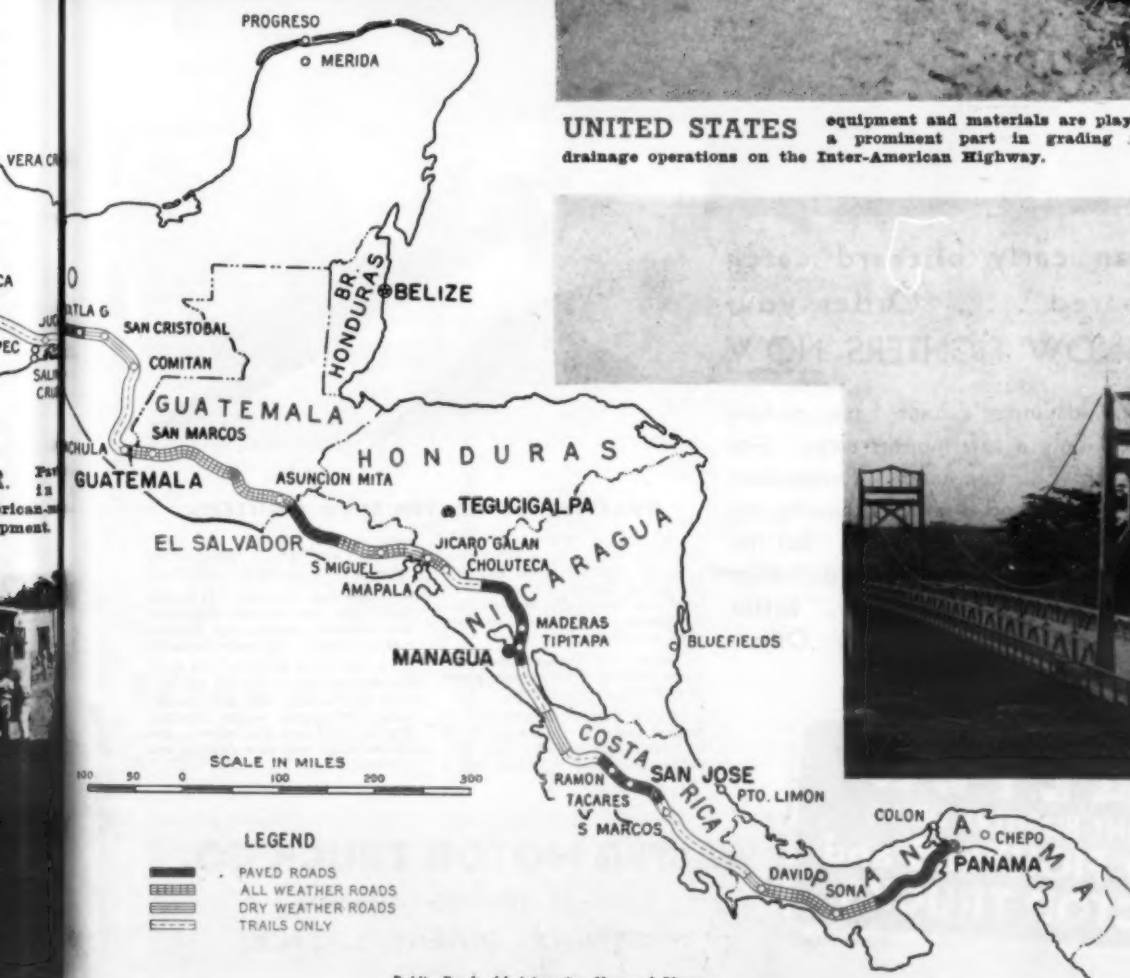 PROGRESO
MERIDA
UNITED STATES equipment and materials are
a prominent part in grading
drainage operations on the Inter-American Highway.
VERA
BR. HONDURAS
BELIZE
SAN CRISTOBAL
COMITAN
GUATEMALA
SAN MARCOS
HONDURAS
GUATEMALA
ASUNCION MITA
TEGUCIGALPA
EL SALVADOR
JICARO GALAN
S MIGUEL
CHOLUTECA
AMAPALA
NICARAGUA
MADERAS
TIPITAPA
MANAGUA
BLUEFIELDS
COSTA RICA
SCALE IN MILES
100 50 0 100 200 300
S RAMON
SAN JOSE
TACARES
PTO. LIMON
S MARCOS
COLON
CHEPO
PANAMA
PANAMA
DAVID
SONA
LEGEND
PAVED ROADS
ALL WEATHER ROADS
DRY WEATHER ROADS
TRAILS ONLY